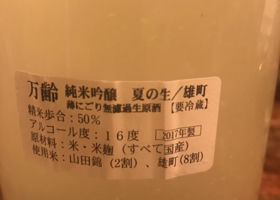 万齢 純米吟醸 夏の生／雄町
薄にごり無濾過生原酒 【要冷蔵】
精米歩合：50％
アルコール度：１６度 2017年製
原材料：米・米麹（すべて国産）
使用米：山田錦（2割）、雄町（8割）